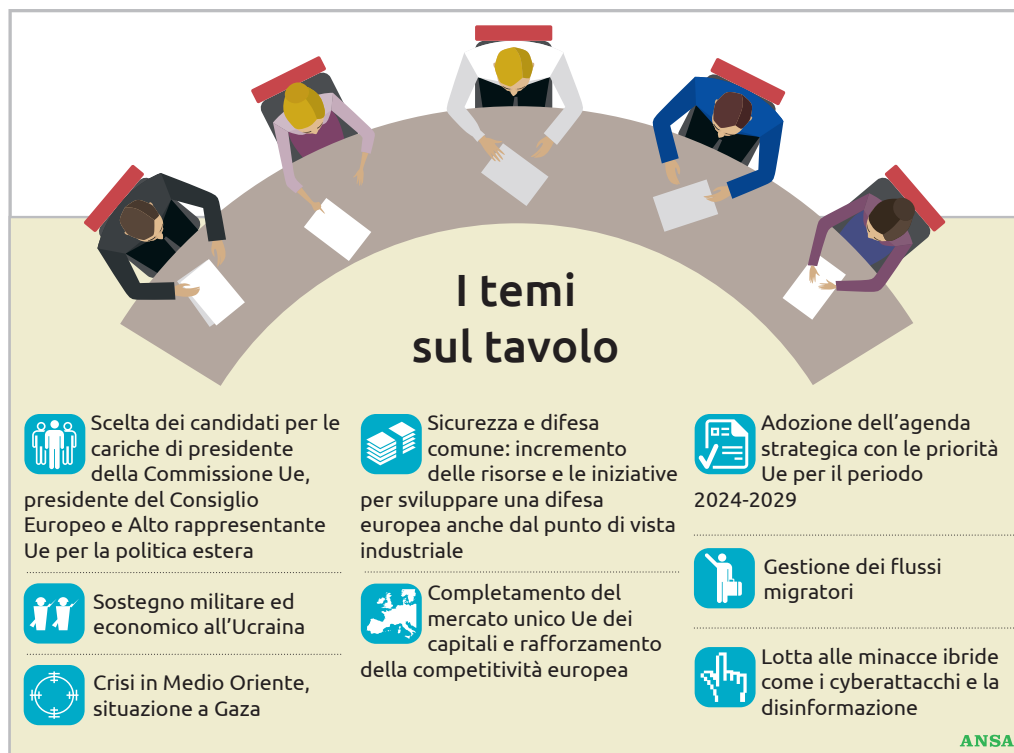 I temi
sul tavolo
Scelta dei candidati per le
cariche di presidente
della Commissione Ue,
presidente del Consiglio
Europeo e Alto rappresentante
Ue per la politica estera
Sostegno militare ed
economico all'Ucraina
Crisi in Medio Oriente,
situazione a Gaza
Sicurezza e difesa
comune: incremento
delle risorse e le iniziative
per sviluppare una difesa
europea anche dal punto di vista
industriale
Completamento del
mercato unico Ue dei
capitali e rafforzamento
della competitività europea
Adozione dell'agenda
strategica con le priorità
Ue per il periodo
2024-2029
Gestione dei flussi
migratori
Lotta alle minacce ibride
come i cyberattacchi e la
disinformazione
ANSA